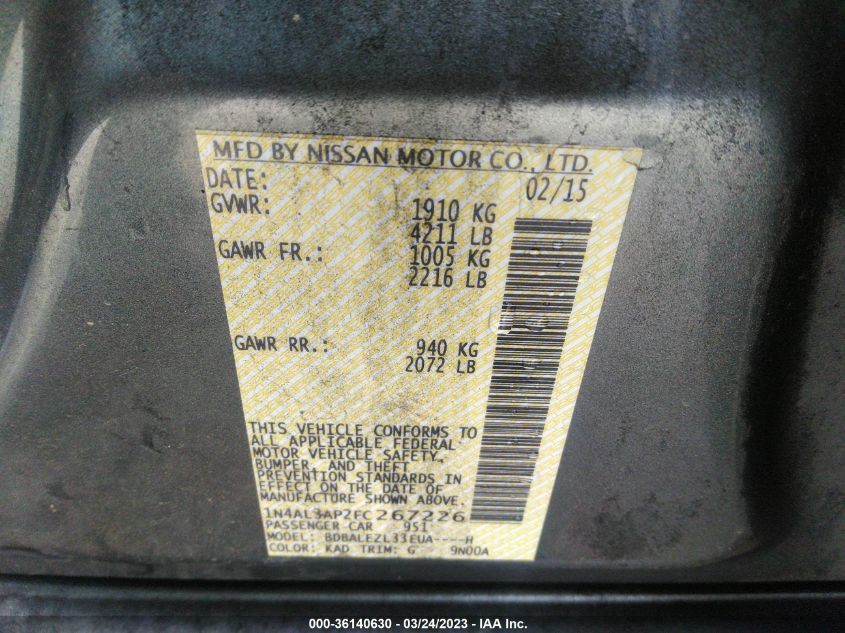 MFD BY NISSAN MOTOR CO., LTD.
DATE: 02/15
GVWR: 1910 KG
4211 LB
GAWR FR.: 1005 KG
2216 LB
GAWR RR.: 940 KG
2072 LB
THIS VEHICLE CONFORMS TO
ALL APPLICABLE FEDERAL
MOTOR VEHICLE SAFETY,
BUMPER, AND THEFT
PREVENTION STANDARDS IN
EFFECT ON THE DATE OF
MANUFACTURE SHOWN ABOVE.
1N4AL3AP2FC267226
PASSENGER CAR 951
MODEL: BDBALEZL33EUA----H
COLOR: KAD TRIM: G 9N00A
000-36140630 - 03/24/2023 - IAA Inc.